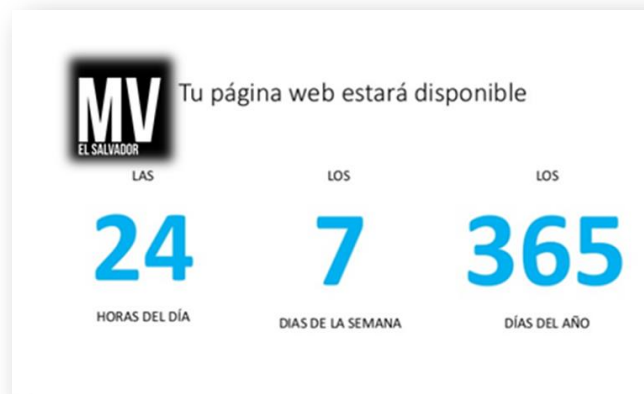 MV
EL SALVADOR
Tu página web estará disponible
LAS
24
HORAS DEL DÍA
LOS
7
DIAS DE LA SEMANA
LOS
365
DÍAS DEL AÑO